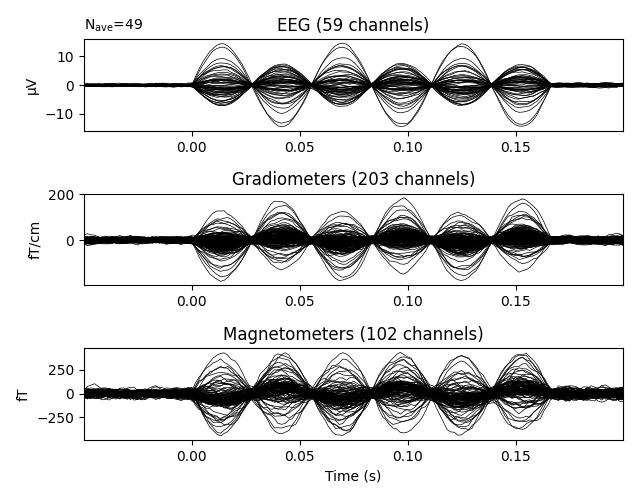 N_ave=49
EEG (59 channels)
10
0
−10
µV
0.00 0.05 0.10 0.15
Gradiometers (203 channels)
200
0
fT/cm
0.00 0.05 0.10 0.15
Magnetometers (102 channels)
250
0
−250
fT
0.00 0.05 0.10 0.15
Time (s)